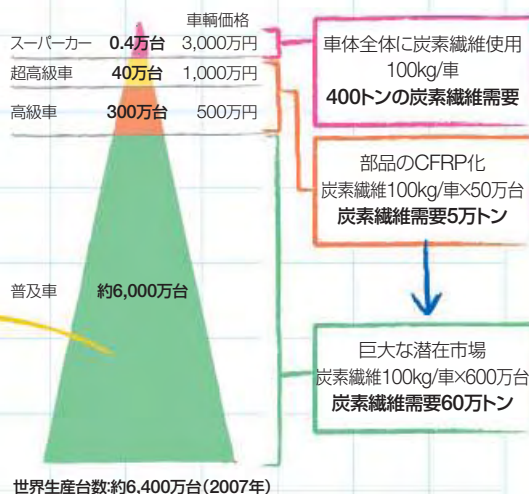 車輌価格
スーパーカー 0.4万台 3,000万円
超高級車 40万台 1,000万円
高級車 300万台 500万円
普及車 約6,000万台
世界生産台数:約6,400万台(2007年)
車体全体に炭素繊維使用
100kg/車
400トンの炭素繊維需要
部品のCFRP化
炭素繊維100kg/車×50万台
炭素繊維需要5万トン
巨大な潜在市場
炭素繊維100kg/車×600万台
炭素繊維需要60万トン